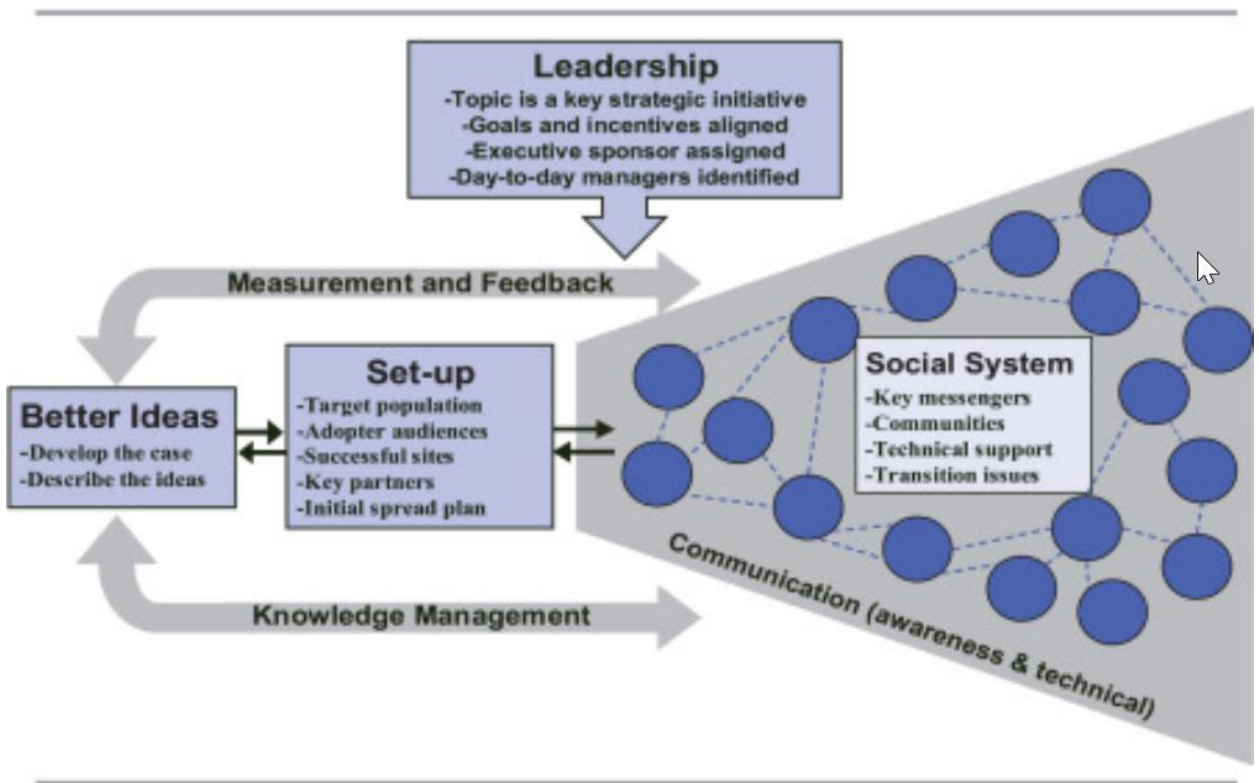 Leadership
-Topic is a key strategic initiative
-Goals and incentives aligned
-Executive sponsor assigned
-Day-to-day managers identified
Measurement and Feedback
Better Ideas
-Develop the case
-Describe the ideas
Set-up
-Target population
-Adopter audiences
-Successful sites
-Key partners
-Initial spread plan
Social System
-Key messengers
-Communities
-Technical support
-Transition issues
Knowledge Management
Communication (awareness & technical)